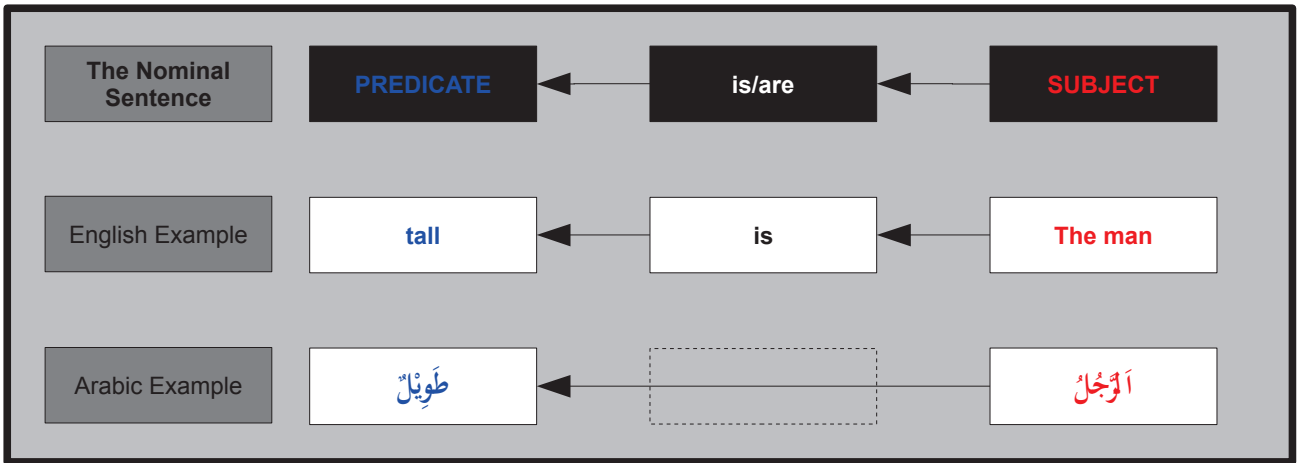 The Nominal
Sentence
PREDICATE
is/are
SUBJECT
English Example
tall
is
The man
Arabic Example
طَوِيْلٌ
اَلرَّجُلُ